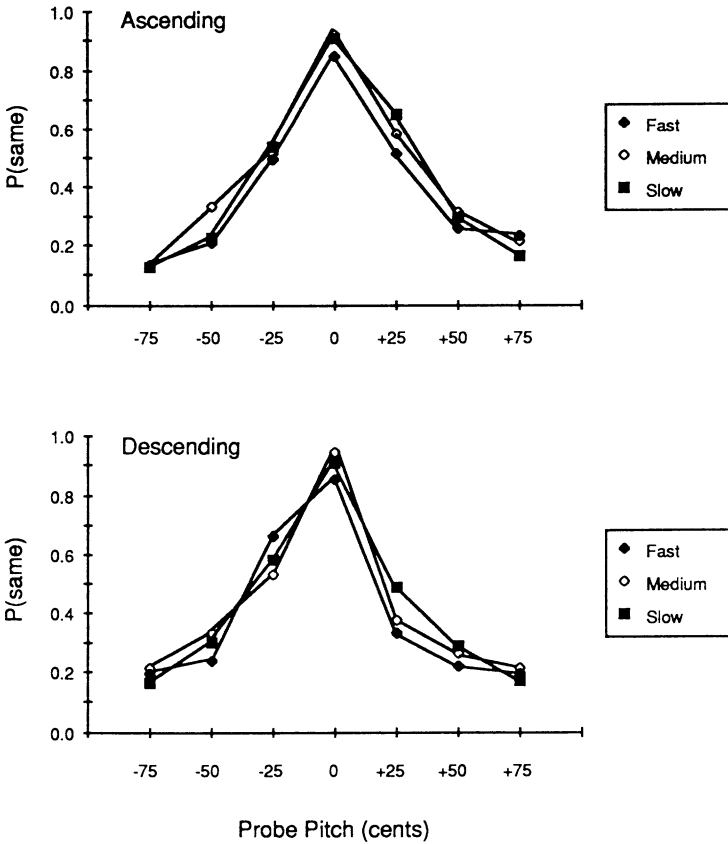 Ascending
P(same)
1.0
0.8
0.6
0.4
0.2
0.0
-75 -50 -25 0 +25 +50 +75
Fast
Medium
Slow
Descending
P(same)
1.0
0.8
0.6
0.4
0.2
0.0
-75 -50 -25 0 +25 +50 +75
Fast
Medium
Slow
Probe Pitch (cents)